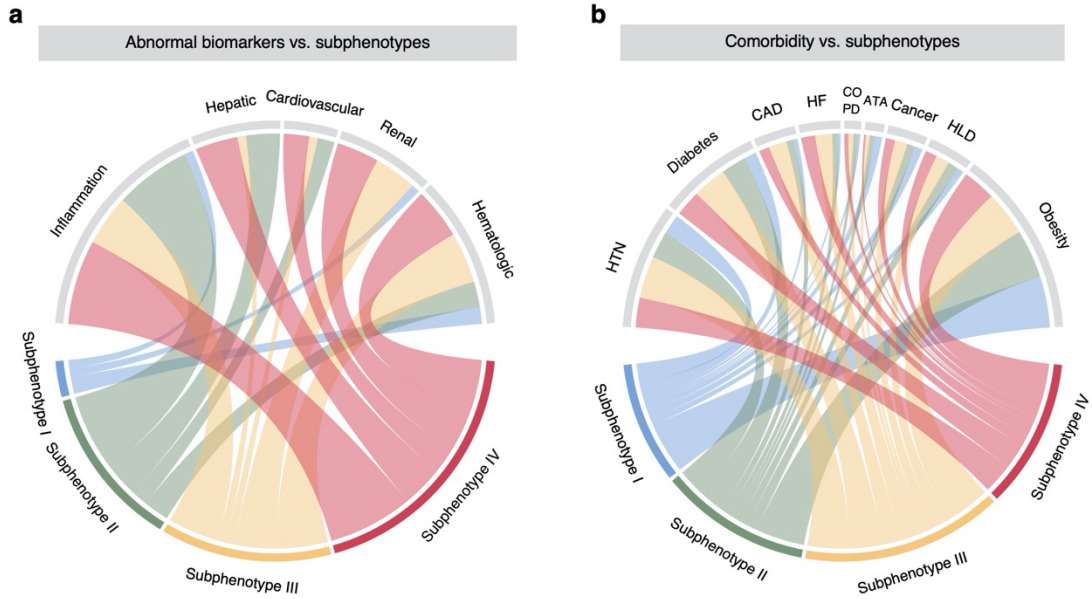 a
Abnormal biomarkers vs. subphenotypes
Inflammation
Hepatic
Cardiovascular
Renal
Hematologic
Subphenotype I
Subphenotype II
Subphenotype III
Subphenotype IV
b
Comorbidity vs. subphenotypes
HTN
Diabetes
CAD
HF
CO
PD
ATA
Cancer
HLD
Obesity
Subphenotype I
Subphenotype II
Subphenotype III
Subphenotype IV